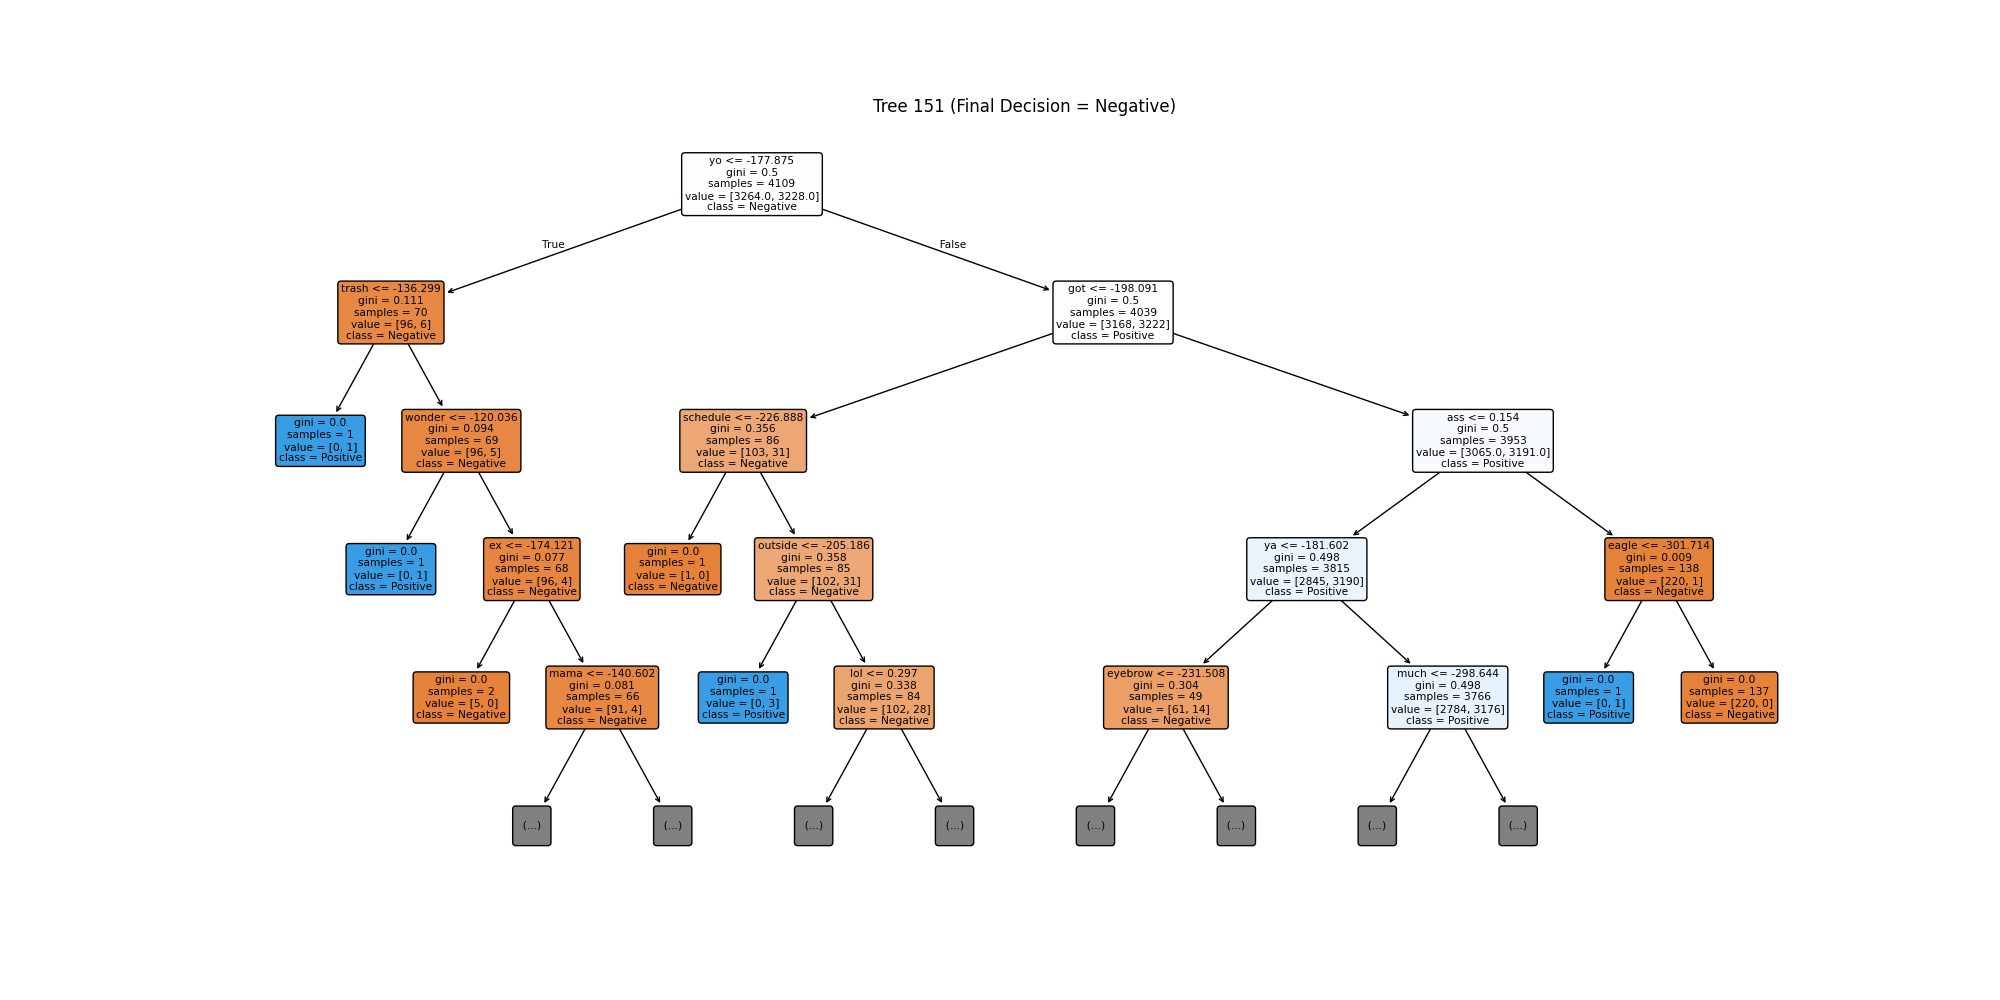 Tree 151 (Final Decision = Negative)
yo <= -177.875
gini = 0.5
samples = 4109
value = [3264.0, 3228.0]
class = Negative
True
False
trash <= -136.299
gini = 0.111
samples = 70
value = [96, 6]
class = Negative
got <= -198.091
gini = 0.5
samples = 4039
value = [3168, 3222]
class = Positive
gini = 0.0
samples = 1
value = [0, 1]
class = Positive
wonder <= -120.036
gini = 0.094
samples = 69
value = [96, 5]
class = Negative
schedule <= -226.888
gini = 0.356
samples = 86
value = [103, 31]
class = Negative
ass <= 0.154
gini = 0.5
samples = 3953
value = [3065.0, 3191.0]
class = Positive
gini = 0.0
samples = 1
value = [0, 1]
class = Positive
ex <= -174.121
gini = 0.077
samples = 68
value = [96, 4]
class = Negative
gini = 0.0
samples = 1
value = [1, 0]
class = Negative
outside <= -205.186
gini = 0.358
samples = 85
value = [102, 31]
class = Negative
ya <= -181.602
gini = 0.498
samples = 3815
value = [2845, 3190]
class = Positive
eagle <= -301.714
gini = 0.009
samples = 138
value = [220, 1]
class = Negative
gini = 0.0
samples = 2
value = [5, 0]
class = Negative
mama <= -140.602
gini = 0.081
samples = 66
value = [91, 4]
class = Negative
gini = 0.0
samples = 1
value = [0, 3]
class = Positive
lol <= 0.297
gini = 0.338
samples = 84
value = [102, 28]
class = Negative
eyebrow <= -231.508
gini = 0.304
samples = 49
value = [61, 14]
class = Negative
much <= -298.644
gini = 0.498
samples = 3766
value = [2784, 3176]
class = Positive
gini = 0.0
samples = 1
value = [0, 1]
class = Positive
gini = 0.0
samples = 137
value = [220, 0]
class = Negative
(...)
(...)
(...)
(...)
(...)
(...)
(...)
(...)